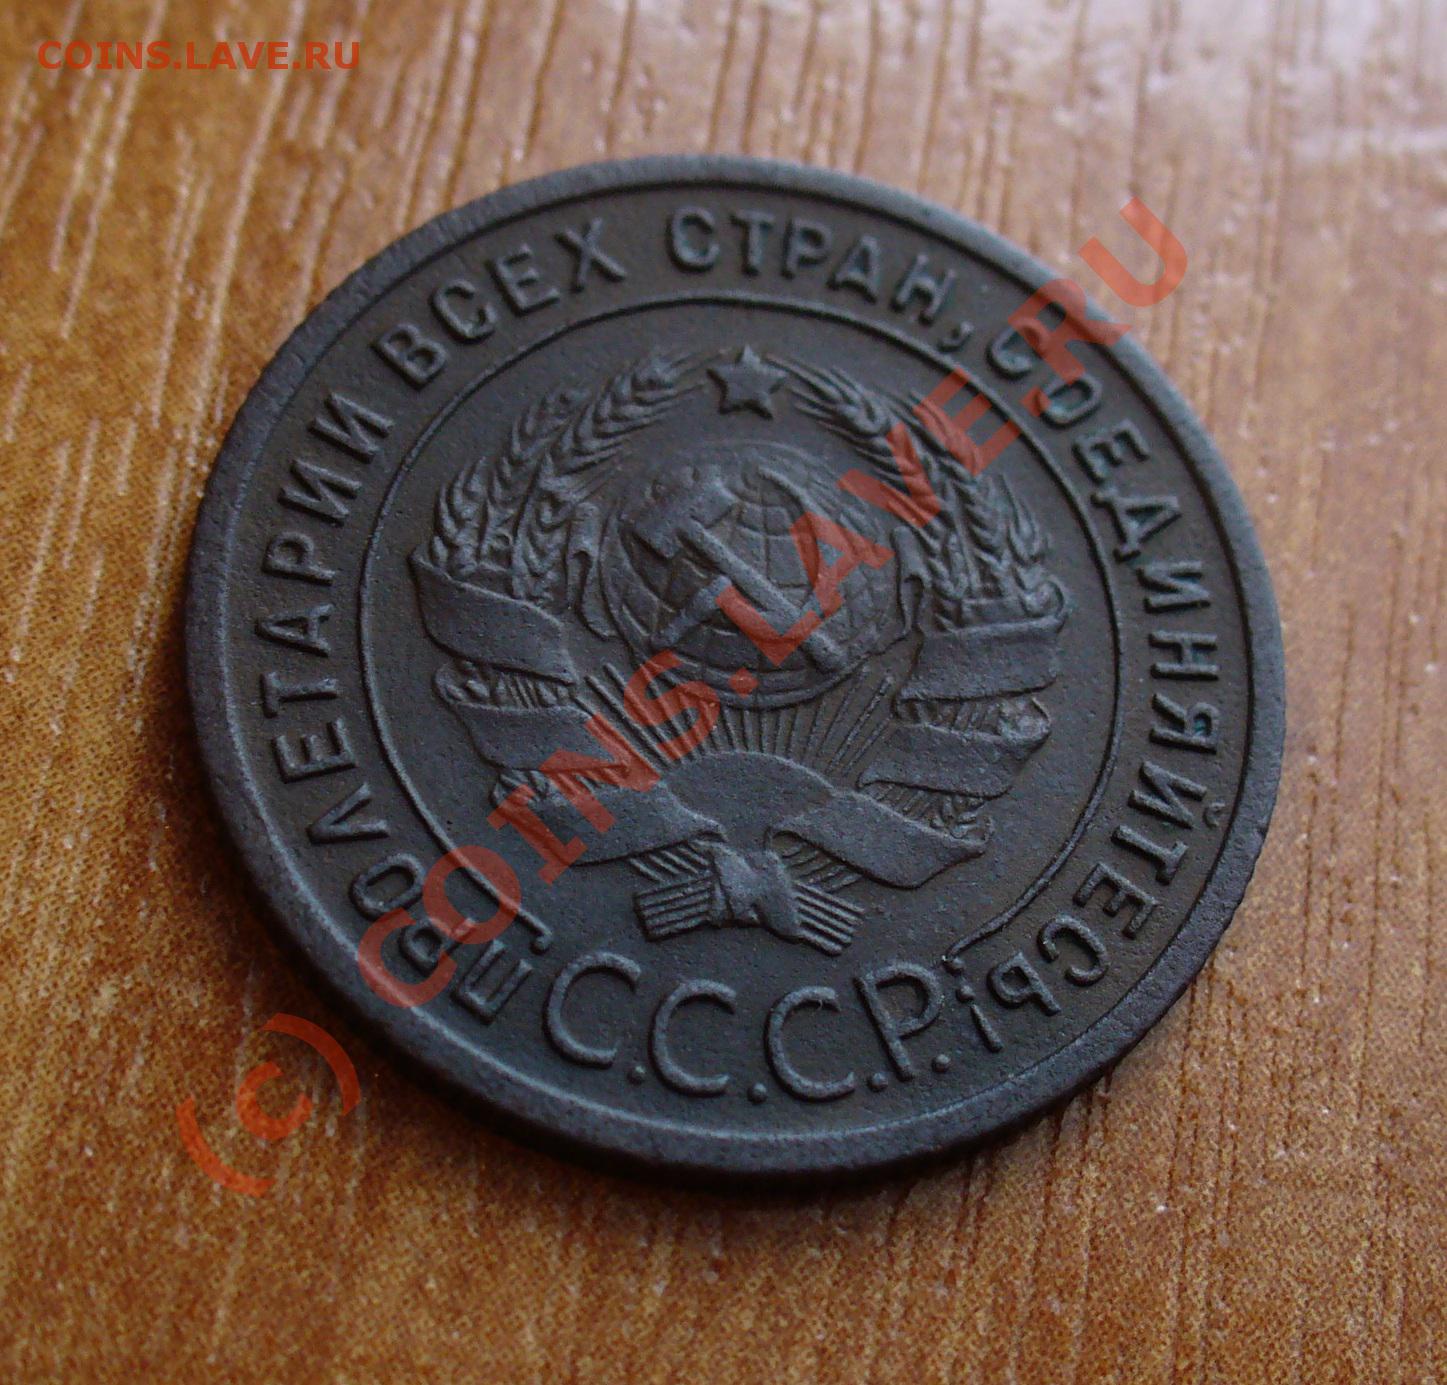 COINS.LAVE.RU
ПРОЛЕТАРИИ ВСЕХ СТРАН, СОЕДИНЯЙТЕСЬ!
С.С.С.Р.
(c) COINS.LAVE.RU